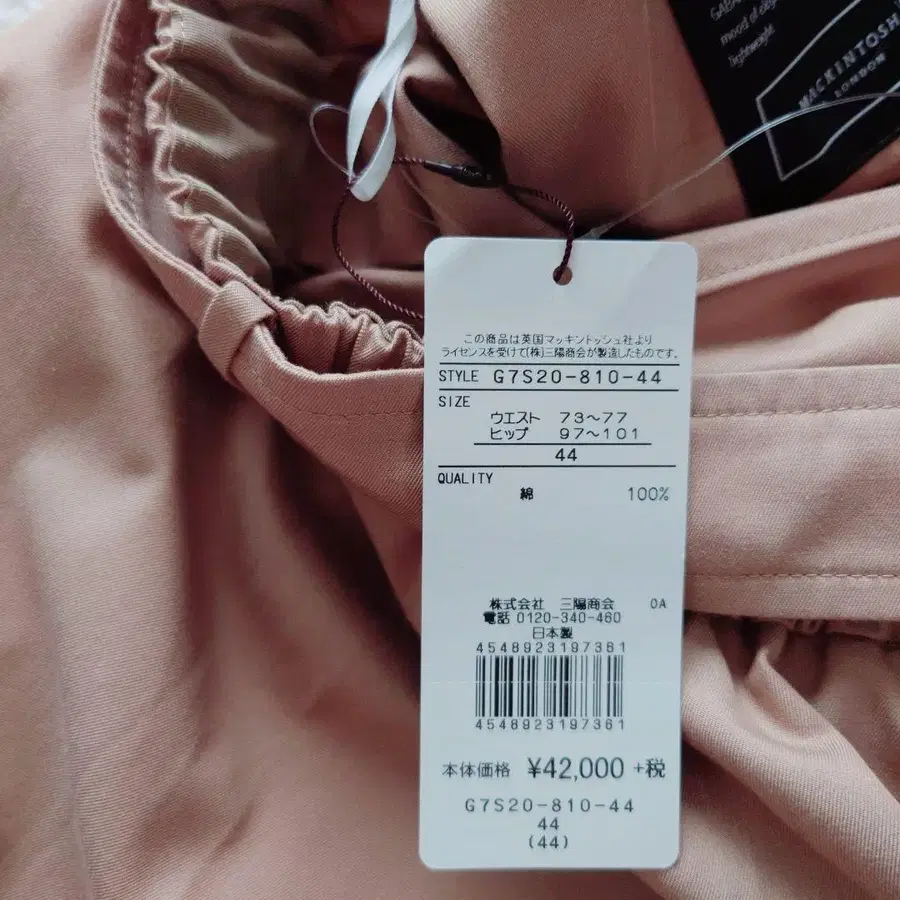 mood of
lightweight
MACKINTOSH
LONDON
この商品は英国マッキントッシュ社より
ライセンスを受けて(株)三陽商会が製造したものです。
STYLE G7S20-810-44
SIZE
ウエスト 73~77
ヒップ 97~101
44
QUALITY
綿 100%
株式会社 三陽商会 OA
電話 0120-340-460
日本製
4548923197361
4548923197361
本体価格 ¥42,000 +税
G7S20-810-44
44
(44)